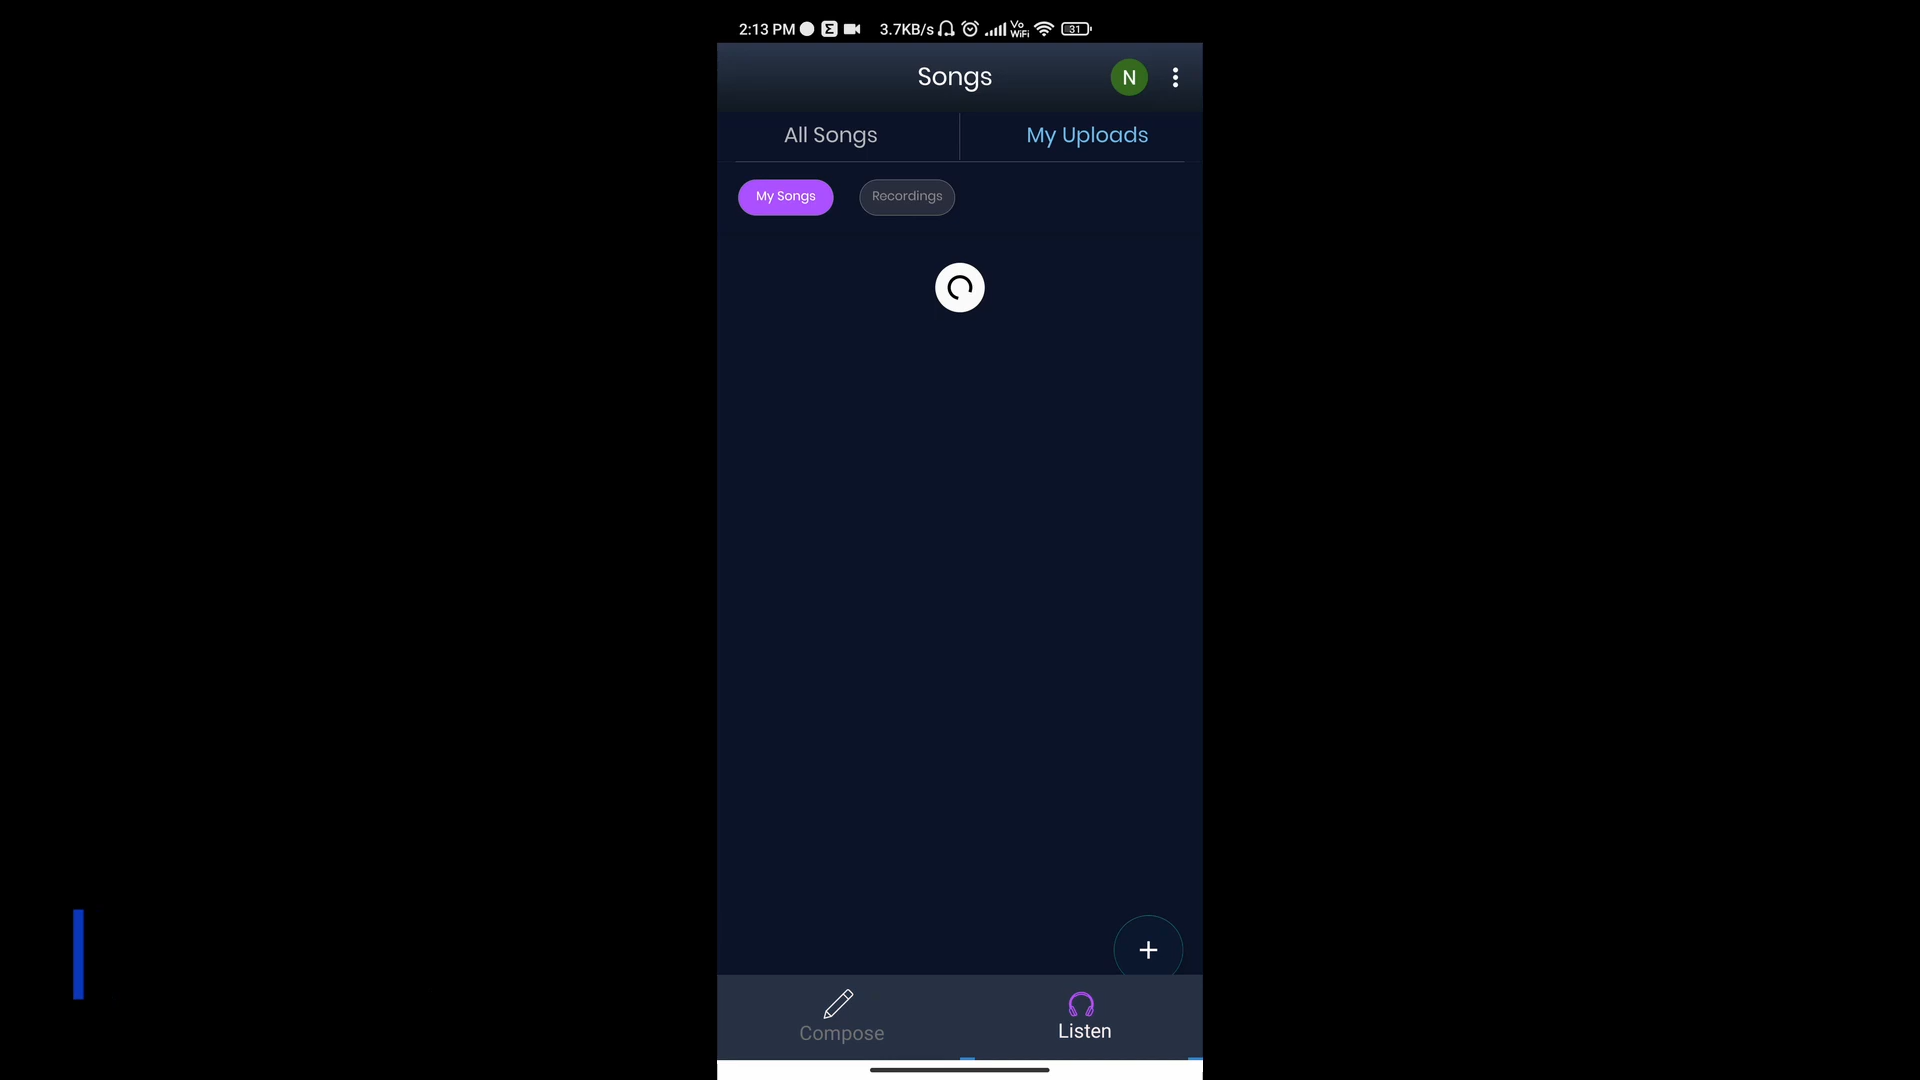 2:13 PM 3.7KB/s Vo WiFi 31
Songs
N
All Songs
My Uploads
My Songs
Recordings
Compose
Listen